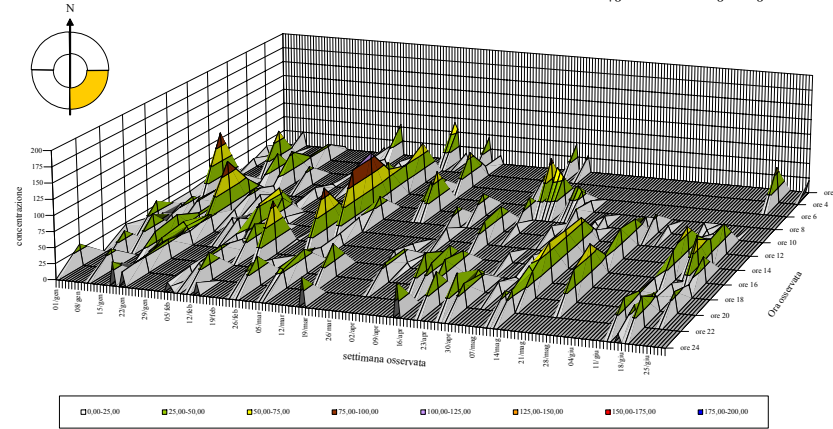 N
concentrazione
200
175
150
125
100
75
50
25
0
01/gen
08/gen
15/gen
22/gen
29/gen
05/feb
12/feb
19/feb
26/feb
05/mar
12/mar
19/mar
26/mar
02/apr
09/apr
16/apr
23/apr
30/apr
07/mag
14/mag
21/mag
28/mag
04/giu
11/giu
18/giu
25/giu
settimana osservata
ore
ore 4
ore 6
ore 8
ore 10
ore 12
ore 14
ore 16
ore 18
ore 20
ore 22
ore 24
Ora osservata
0,00-25,00 25,00-50,00 50,00-75,00 75,00-100,00 100,00-125,00 125,00-150,00 150,00-175,00 175,00-200,00